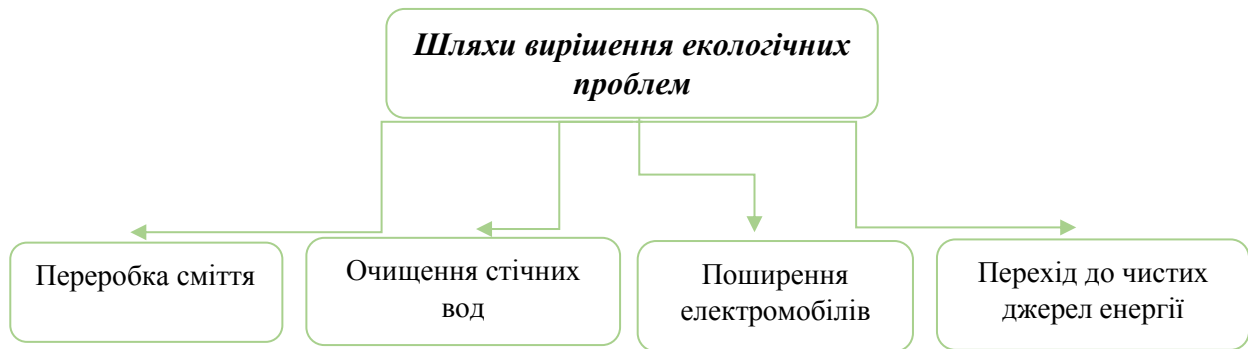 Шляхи вирішення екологічних
проблем
Переробка сміття
Очищення стічних
вод
Поширення
електромобілів
Перехід до чистих
джерел енергії